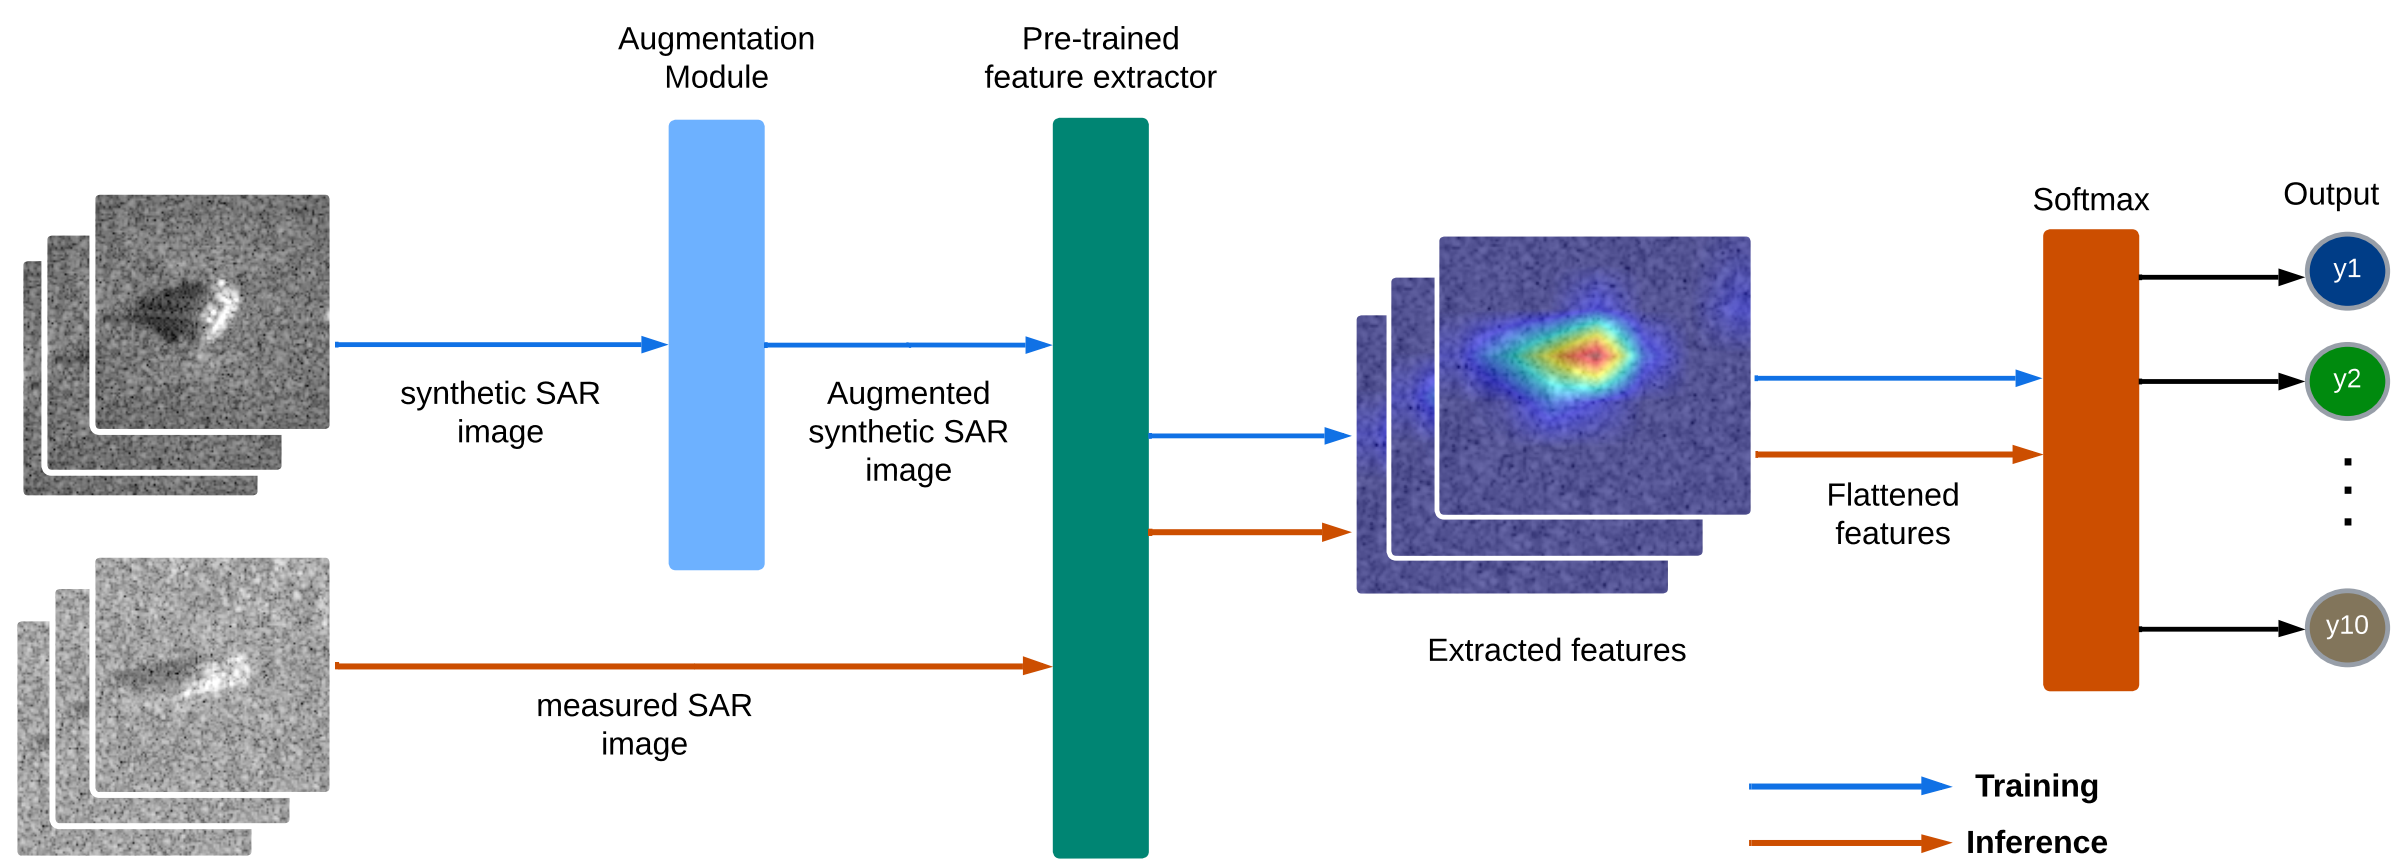 Augmentation
Module
Pre-trained
feature extractor
Softmax
Output
y1
y2
y10
synthetic SAR
image
Augmented
synthetic SAR
image
Flattened
features
Extracted features
measured SAR
image
Training
Inference